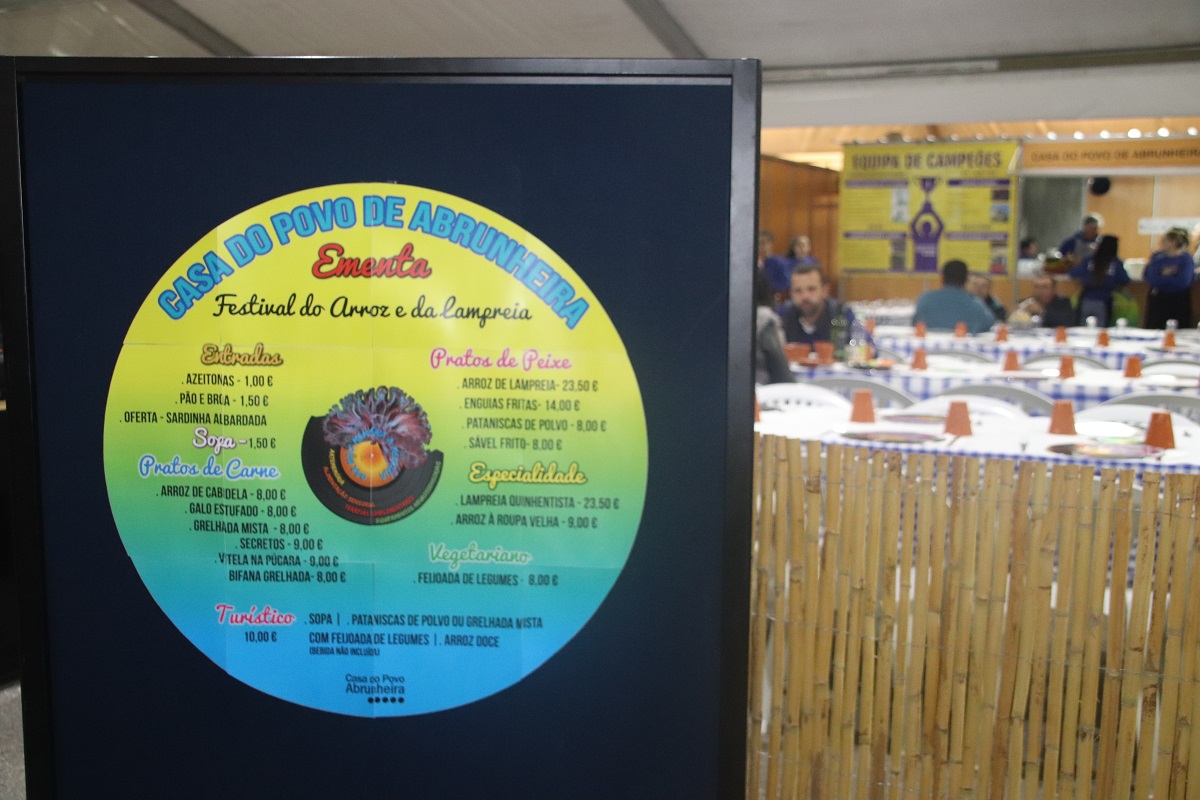 CASA DO POVO DE ABRUNHEIRA
Ementa
Festival do Arroz e da Lampreia
Entradas
. AZEITONAS - 1,00 €
. PÃO E BROA - 1,50 €
. OFERTA - SARDINHA ALBARDADA
Sopa - 1,50 €
Pratos de Carne
. ARROZ DE CABIDELA - 8,00 €
. GALO ESTUFADO - 8,00 €
. GRELHADA MISTA - 8,00 €
. SECRETOS - 9,00 €
. VITELA NA PÚCARA - 9,00 €
BIFANA GRELHADA- 8,00 €
Pratos de Peixe
. ARROZ DE LAMPREIA- 23,50 €
. ENGUIAS FRITAS- 14,00 €
. PATANISCAS DE POLVO - 8,00 €
. SÁVEL FRITO- 8,00 €
Especialidade
. LAMPREIA QUINHENTISTA - 23,50 €
. ARROZ À ROUPA VELHA - 9,00 €
Vegetariano
. FEIJOADA DE LEGUMES - 8,00 €
Turístico
10,00 €
. SOPA | . PATANISCAS DE POLVO OU GRELHADA MISTA
COM FEIJOADA DE LEGUMES | . ARROZ DOCE
(BEBIDA NÃO INCLUÍDA)
Casa do Povo
Abrunheira
EQUIPA DE CAMPEÕES
CASA DO POVO DE ABRUNHEIRA